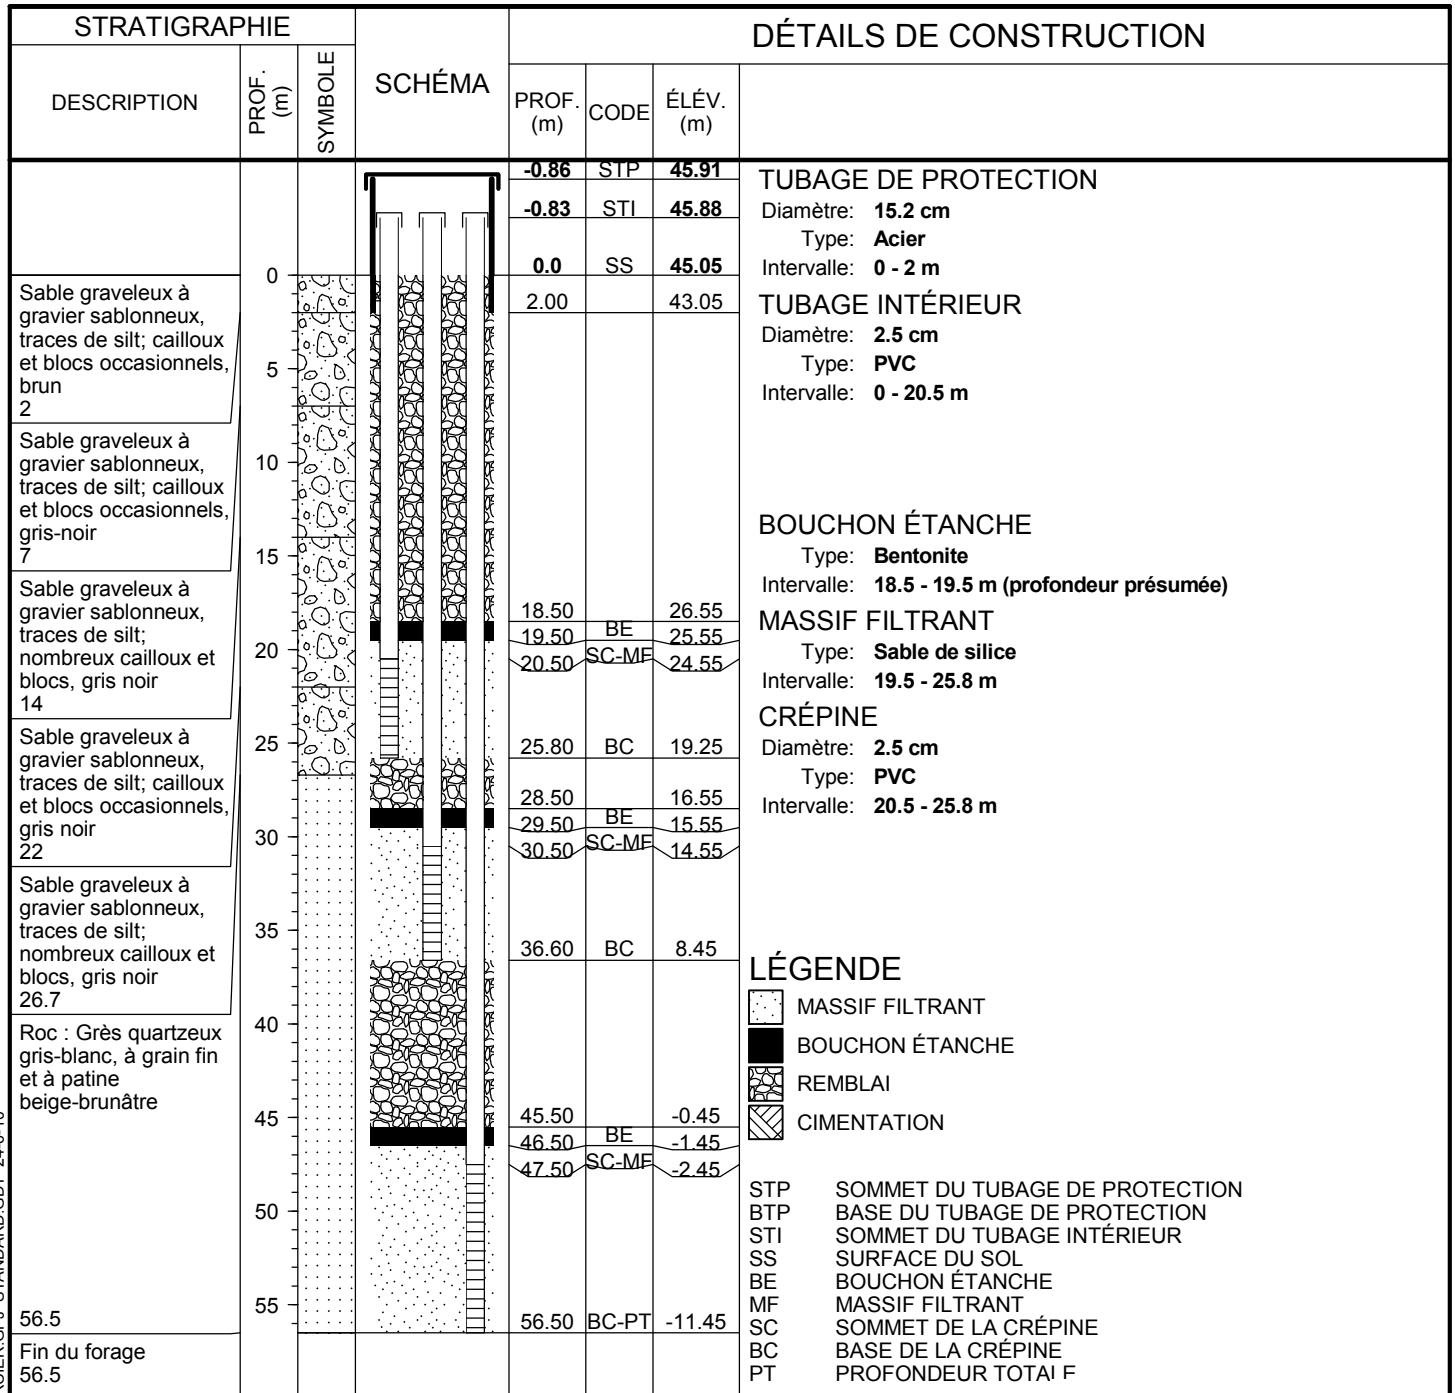 STRATIGRAPHIE
DESCRIPTION
PROF. (m)
SYMBOLE
SCHÉMA
DÉTAILS DE CONSTRUCTION
PROF. (m)
CODE
ÉLÉV. (m)
Sable graveleux à
gravier sablonneux,
traces de silt; cailloux
et blocs occasionnels,
brun
2
Sable graveleux à
gravier sablonneux,
traces de silt; cailloux
et blocs occasionnels,
gris-noir
7
Sable graveleux à
gravier sablonneux,
traces de silt;
nombreux cailloux et
blocs, gris noir
14
Sable graveleux à
gravier sablonneux,
traces de silt; cailloux
et blocs occasionnels,
gris noir
22
Sable graveleux à
gravier sablonneux,
traces de silt;
nombreux cailloux et
blocs, gris noir
26.7
Roc : Grès quartzeux
gris-blanc, à grain fin
et à patine
beige-brunâtre
56.5
Fin du forage
56.5
0
5
10
15
20
25
30
35
40
45
50
55
-0.86 STP 45.91
-0.83 STI 45.88
0.0 SS 45.05
2.00 43.05
18.50 26.55
BE
19.50 25.55
SC-MF
20.50 24.55
25.80 BC 19.25
28.50 16.55
BE
29.50 15.55
SC-MF
30.50 14.55
36.60 BC 8.45
45.50 -0.45
BE
46.50 -1.45
SC-MF
47.50 -2.45
56.50 BC-PT -11.45
TUBAGE DE PROTECTION
Diamètre: 15.2 cm
Type: Acier
Intervalle: 0 - 2 m
TUBAGE INTÉRIEUR
Diamètre: 2.5 cm
Type: PVC
Intervalle: 0 - 20.5 m
BOUCHON ÉTANCHE
Type: Bentonite
Intervalle: 18.5 - 19.5 m (profondeur présumée)
MASSIF FILTRANT
Type: Sable de silice
Intervalle: 19.5 - 25.8 m
CRÉPINE
Diamètre: 2.5 cm
Type: PVC
Intervalle: 20.5 - 25.8 m
LÉGENDE
MASSIF FILTRANT
BOUCHON ÉTANCHE
REMBLAI
CIMENTATION
STP SOMMET DU TUBAGE DE PROTECTION
BTP BASE DU TUBAGE DE PROTECTION
STI SOMMET DU TUBAGE INTÉRIEUR
SS SURFACE DU SOL
BE BOUCHON ÉTANCHE
MF MASSIF FILTRANT
SC SOMMET DE LA CRÉPINE
BC BASE DE LA CRÉPINE
PT PROFONDEUR TOTALE